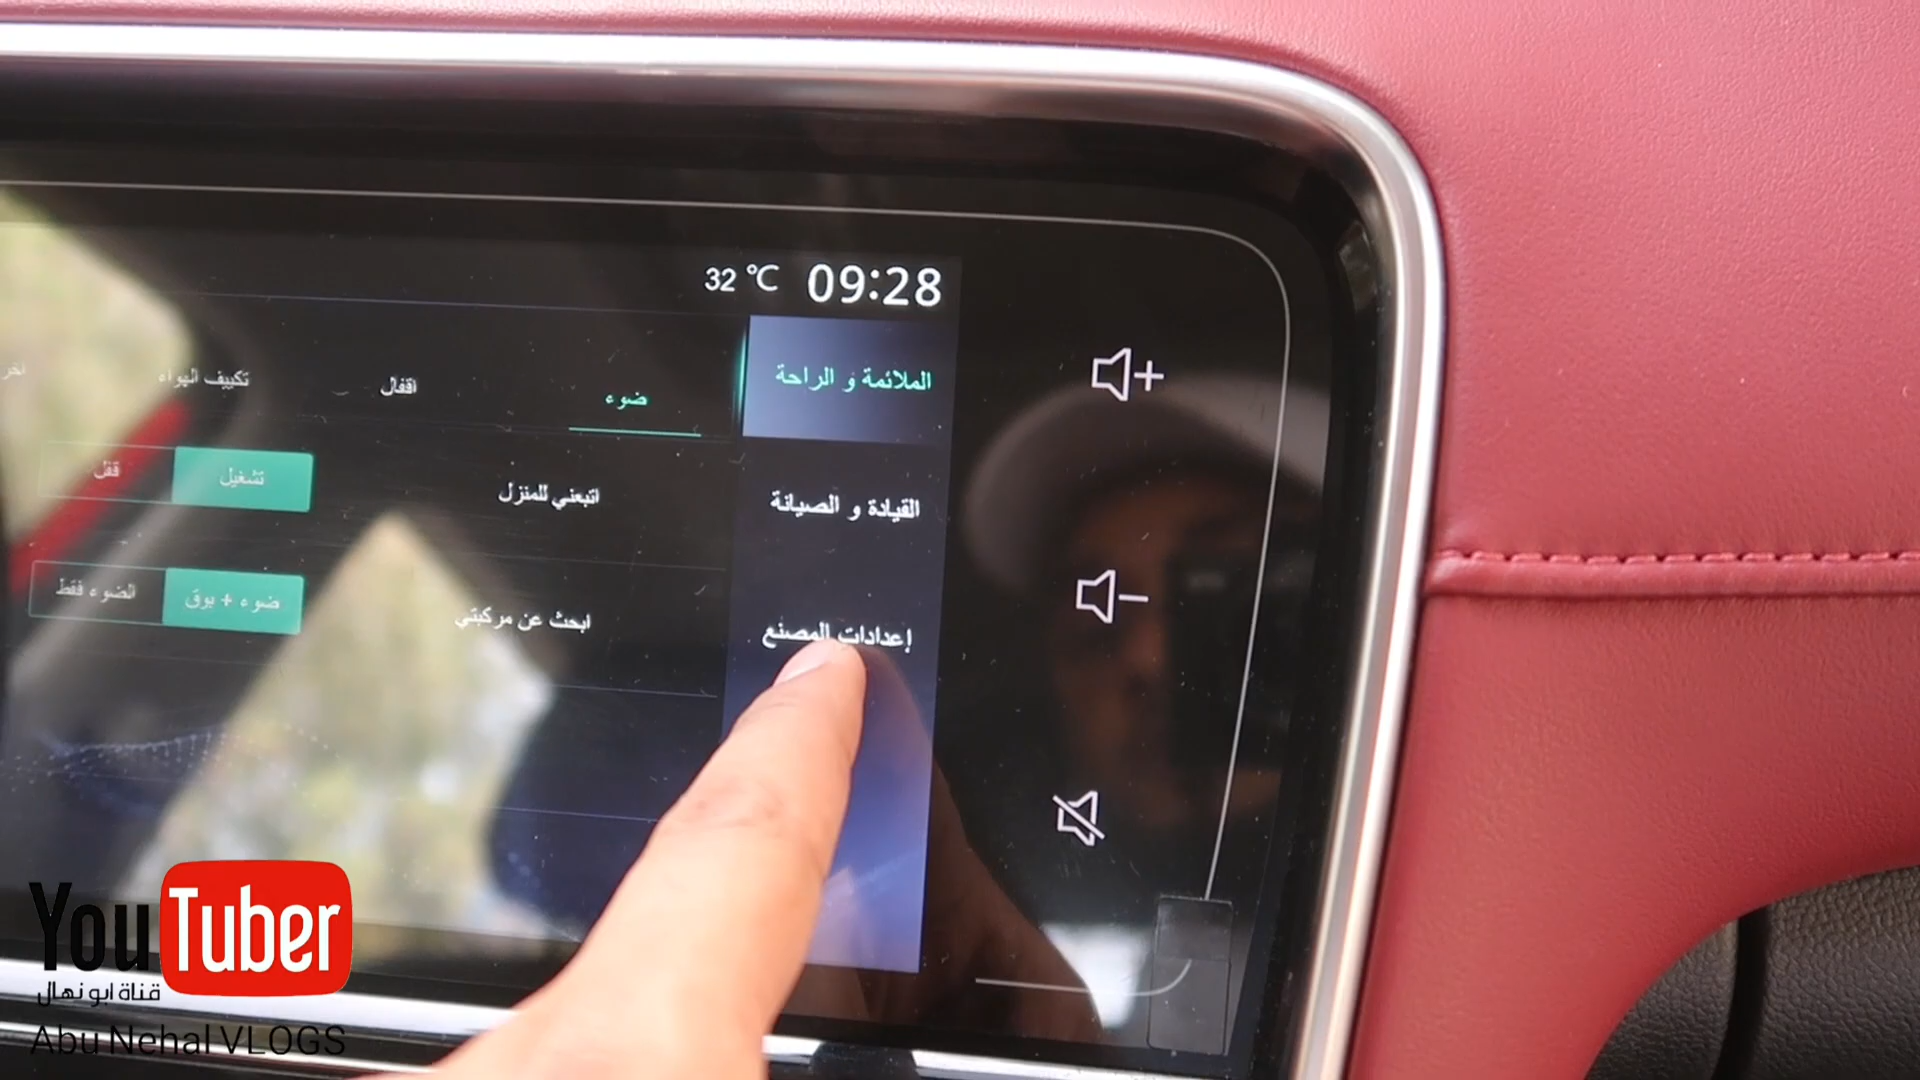 32 °C 09:28
الملائمة و الراحة
القيادة و الصيانة
إعدادات المصنع
ضوء
اقفال
تكييف الهواء
اتبعني للمنزل
تشغيل
قفل
ابحث عن مركبتي
ضوء + بوق
الضوء فقط
YouTuber
قناة ابو نهال
Abu Nehal VLOGS